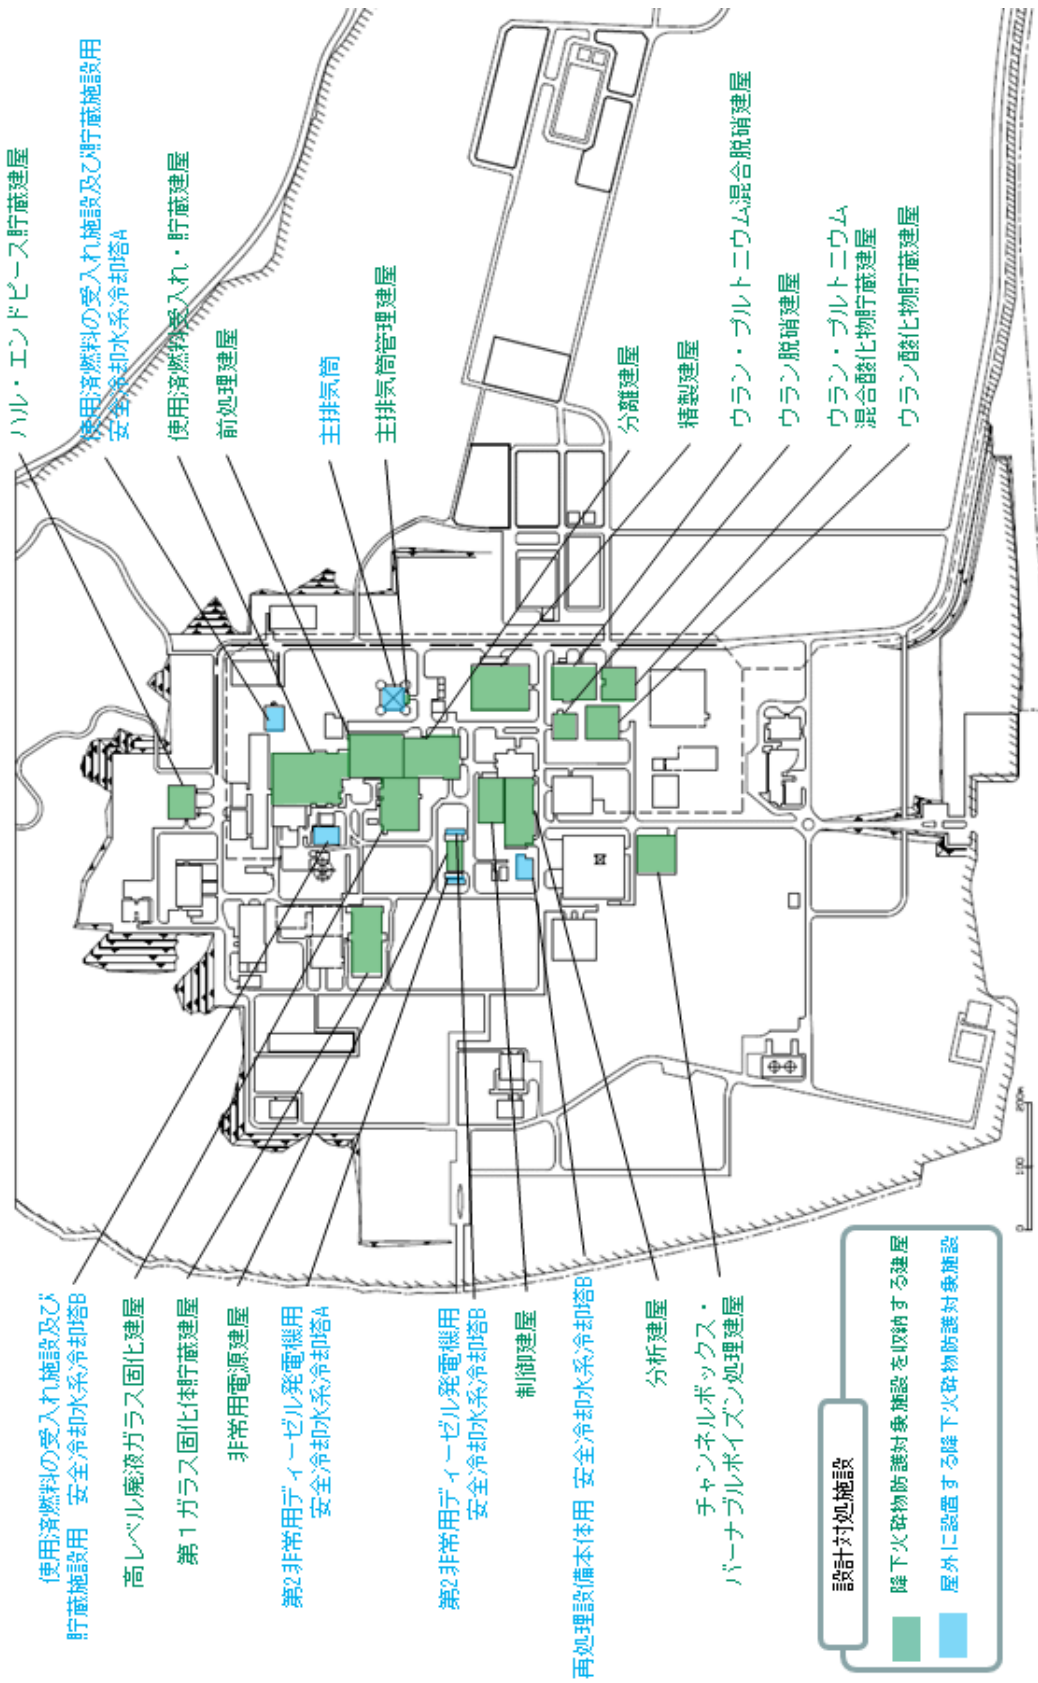 ハル・エンドピース貯蔵建屋
使用済燃料の受入れ施設及び貯蔵施設用
安全冷却水系冷却塔A
使用済燃料受入れ・貯蔵建屋
前処理建屋
主排気筒
主排気筒管理建屋
分離建屋
精製建屋
ウラン・プルトニウム混合脱硝建屋
ウラン脱硝建屋
ウラン・プルトニウム
混合酸化物貯蔵建屋
ウラン酸化物貯蔵建屋
使用済燃料の受入れ施設及び
貯蔵施設用 安全冷却水系冷却塔B
高レベル廃液ガラス固化建屋
第1ガラス固化体貯蔵建屋
非常用電源建屋
第2非常用ディーゼル発電機用
安全冷却水系冷却塔A
第2非常用ディーゼル発電機用
安全冷却水系冷却塔B
制御建屋
再処理設備本体用 安全冷却水系冷却塔B
分析建屋
チャンネルボックス・
バーナブルポイズン処理建屋
0 100 200m
設計対処施設
降下火砕物防護対象施設を収納する建屋
屋外に設置する降下火砕物防護対象施設